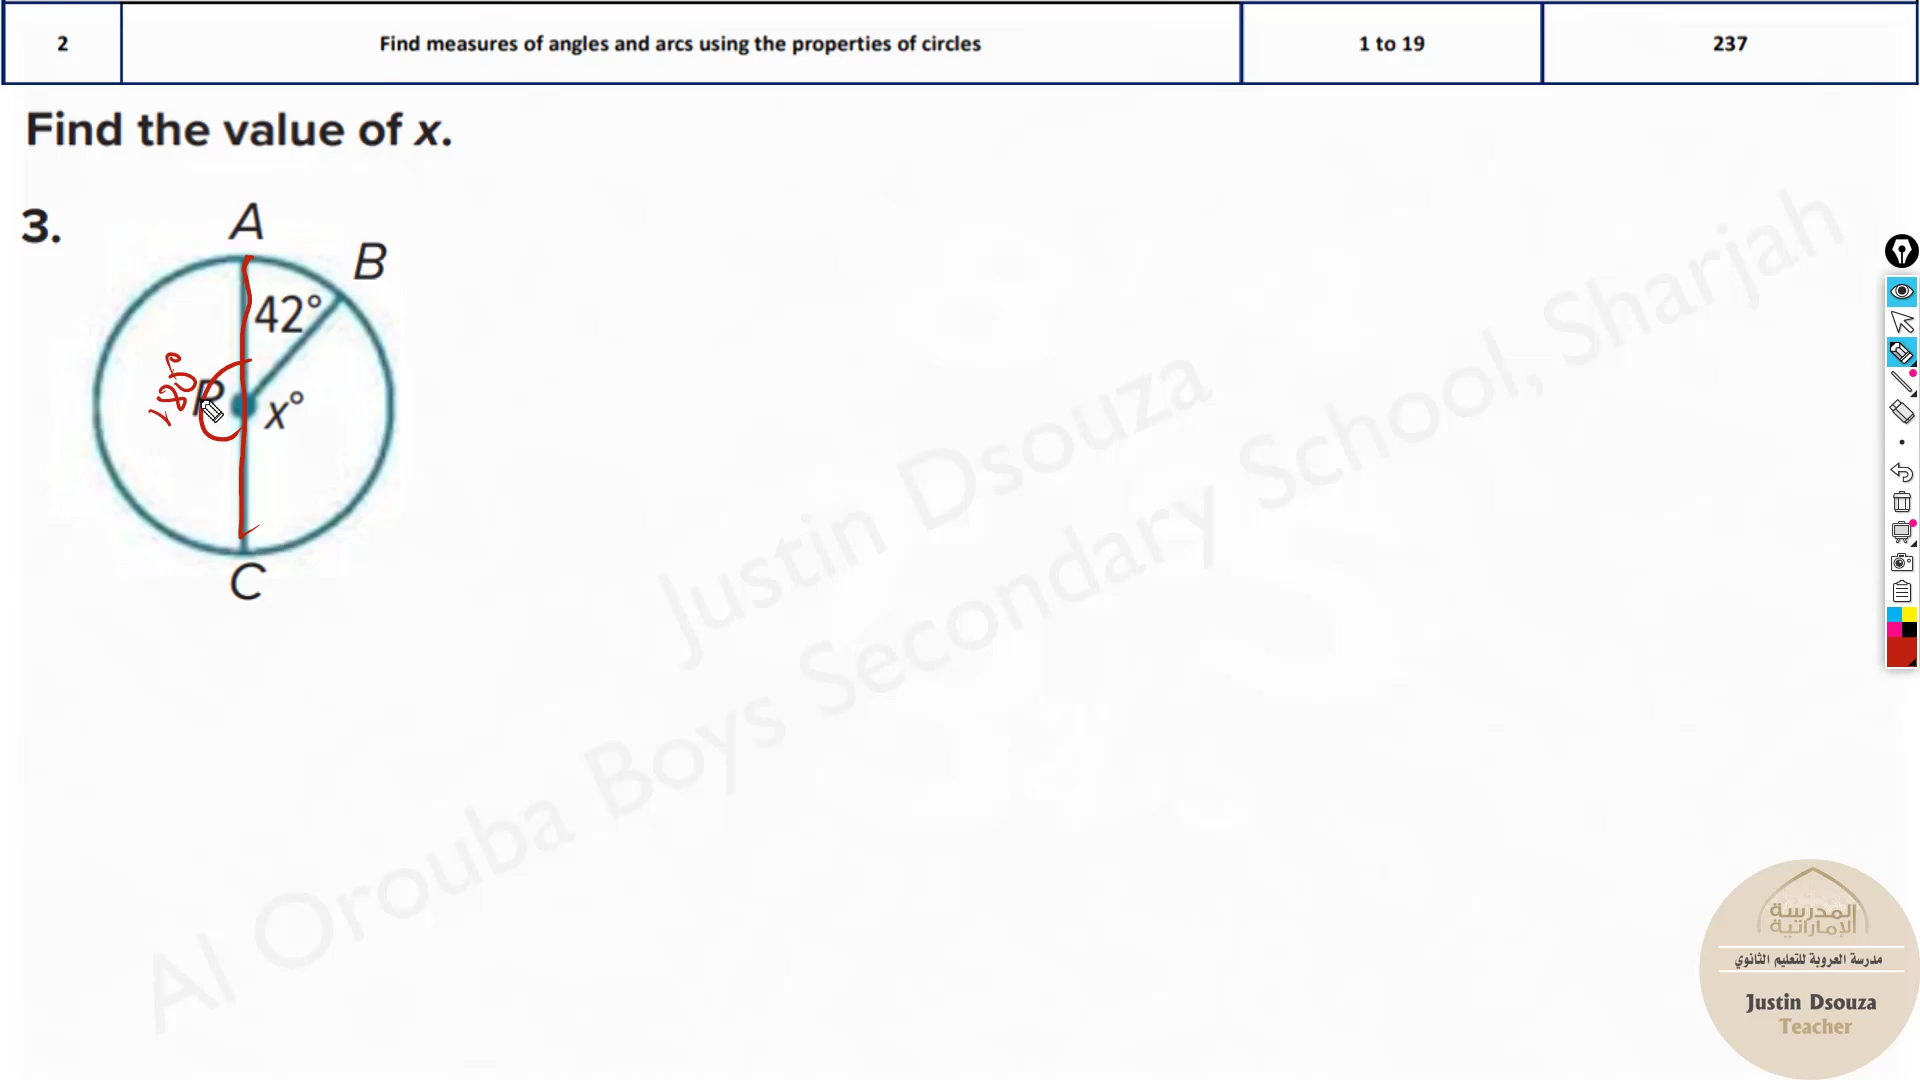 2 Find measures of angles and arcs using the properties of circles 1 to 19 237
Find the value of x.
3.
A
B
42°
180°
P
x°
C
Justin Dsouza
Al Orouba Boys Secondary School, Sharjah
المدرسة
الإماراتية
مدرسة العروبة للتعليم الثانوي
Justin Dsouza
Teacher